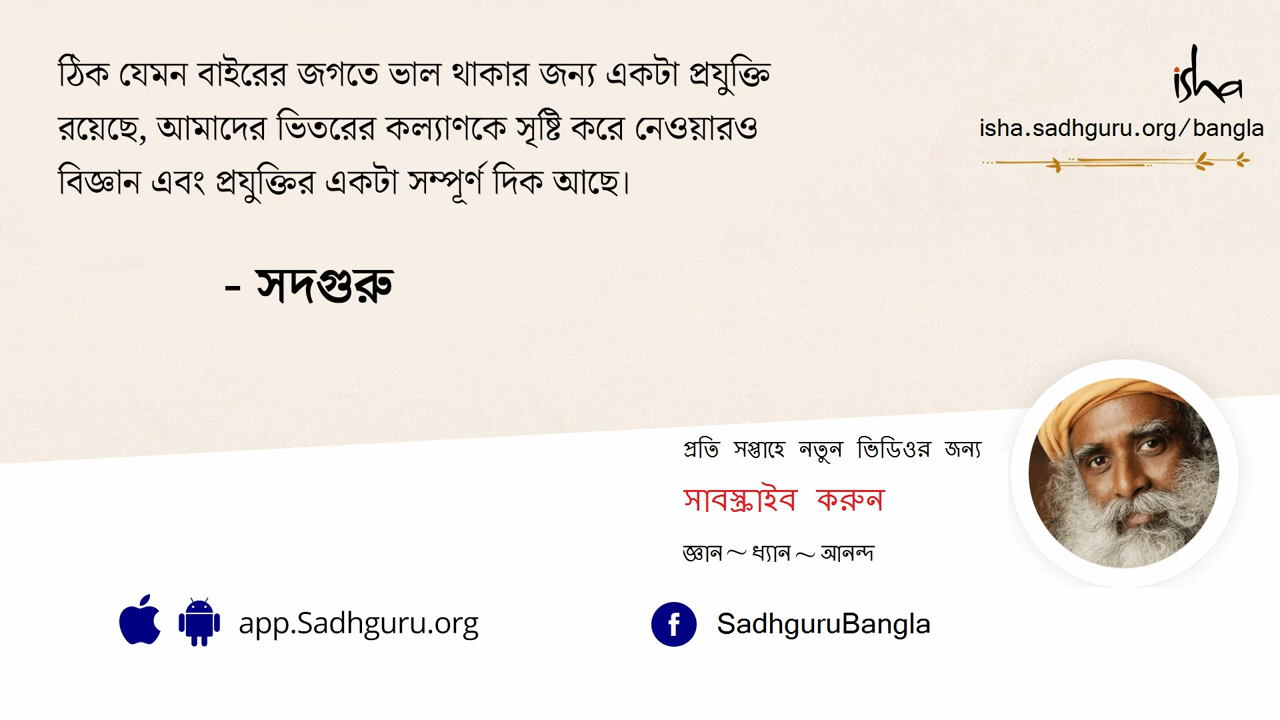 ঠিক যেমন বাইরের জগতে ভাল থাকার জন্য একটা প্রযুক্তি
রয়েছে, আমাদের ভিতরের কল্যাণকে সৃষ্টি করে নেওয়ারও
বিজ্ঞান এবং প্রযুক্তির একটা সম্পূর্ণ দিক আছে।
- সদগুরু
isha
isha.sadhguru.org/bangla
প্রতি সপ্তাহে নতুন ভিডিওর জন্য
সাবস্ক্রাইব করুন
জ্ঞান ~ ধ্যান ~ আনন্দ
app.Sadhguru.org
f SadhguruBangla